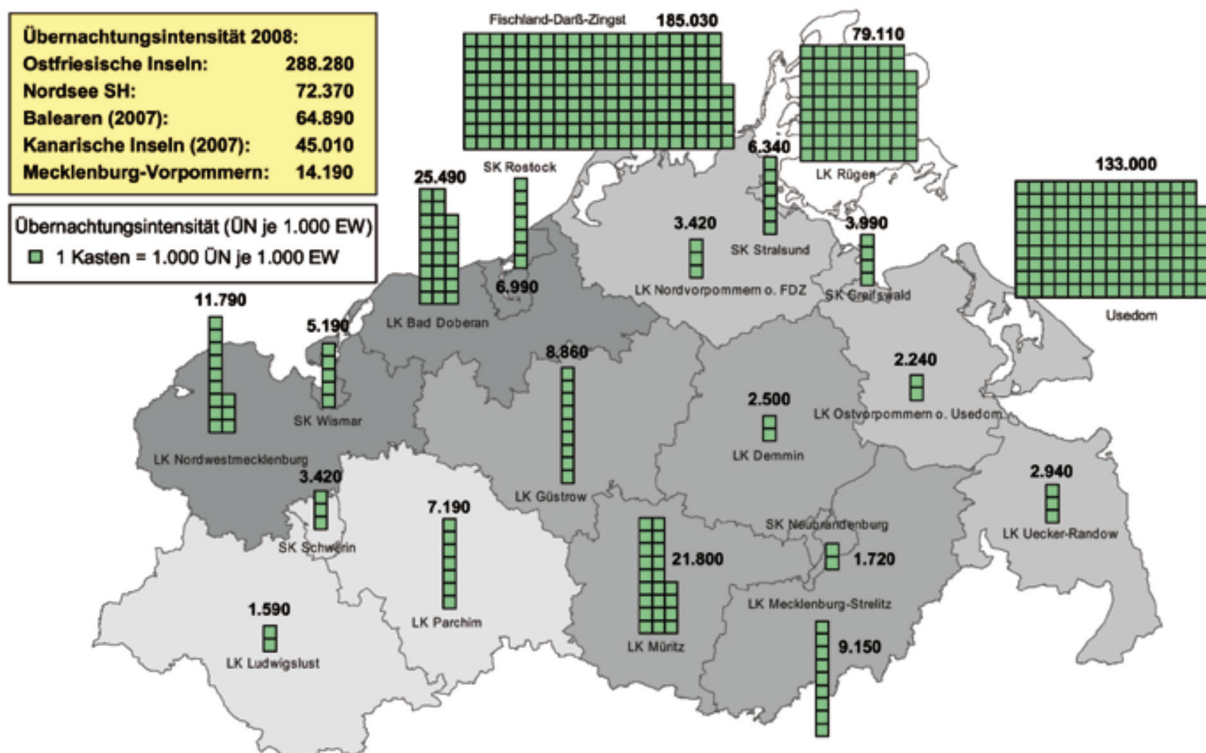 Übernachtungsintensität 2008:
Ostfriesische Inseln: 288.280
Nordsee SH: 72.370
Balearen (2007): 64.890
Kanarische Inseln (2007): 45.010
Mecklenburg-Vorpommern: 14.190
Übernachtungsintensität (ÜN je 1.000 EW)
1 Kasten = 1.000 ÜN je 1.000 EW
Fischland-Darß-Zingst
185.030
79.110
LK Rügen
133.000
Usedom
SK Rostock
6.990
25.490
LK Bad Doberan
6.340
SK Stralsund
3.420
LK Nordvorpommern o. FDZ
3.990
SK Greifswald
11.790
LK Nordwestmecklenburg
5.190
SK Wismar
8.860
LK Güstrow
2.500
LK Demmin
2.240
LK Ostvorpommern o. Usedom
3.420
SK Schwerin
7.190
LK Parchim
21.800
LK Müritz
SK Neubrandenburg
1.720
2.940
LK Uecker-Randow
LK Mecklenburg-Strelitz
9.150
1.590
LK Ludwigslust